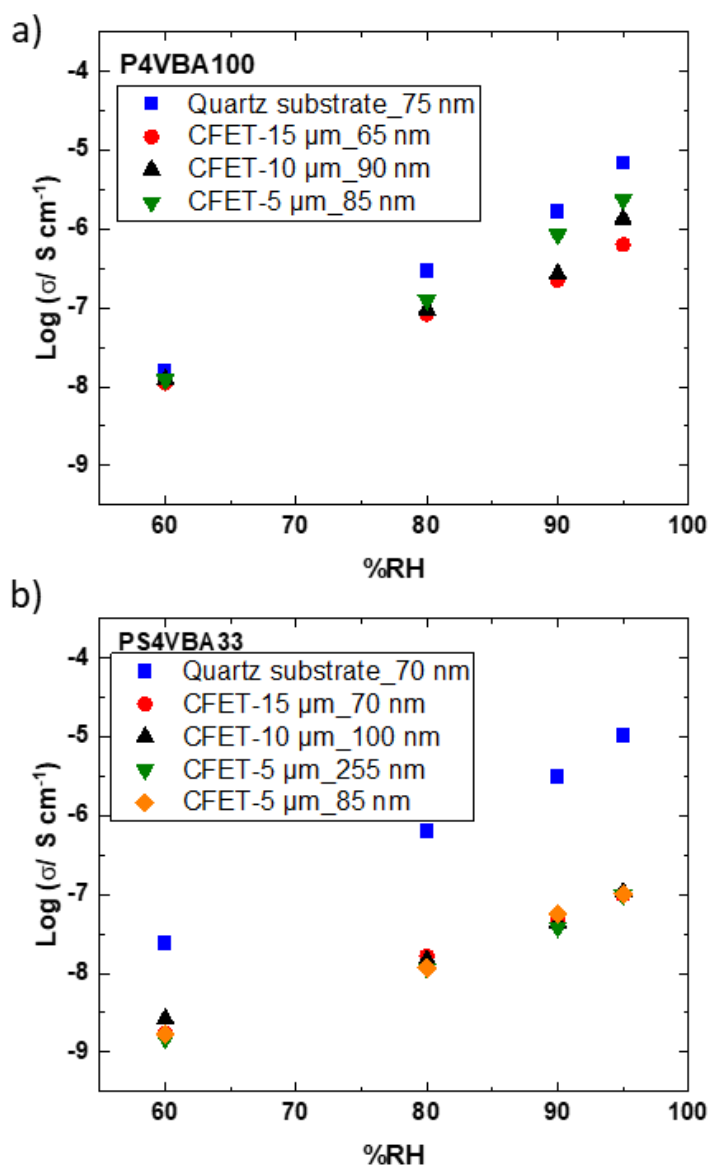 a)
P4VBA100
Quartz substrate_75 nm
CFET-15 µm_65 nm
CFET-10 µm_90 nm
CFET-5 µm_85 nm
Log (σ/ S cm⁻¹)
-4
-5
-6
-7
-8
-9
60 70 80 90 100
%RH
b)
PS4VBA33
Quartz substrate_70 nm
CFET-15 µm_70 nm
CFET-10 µm_100 nm
CFET-5 µm_255 nm
CFET-5 µm_85 nm
Log (σ/ S cm⁻¹)
-4
-5
-6
-7
-8
-9
60 70 80 90 100
%RH